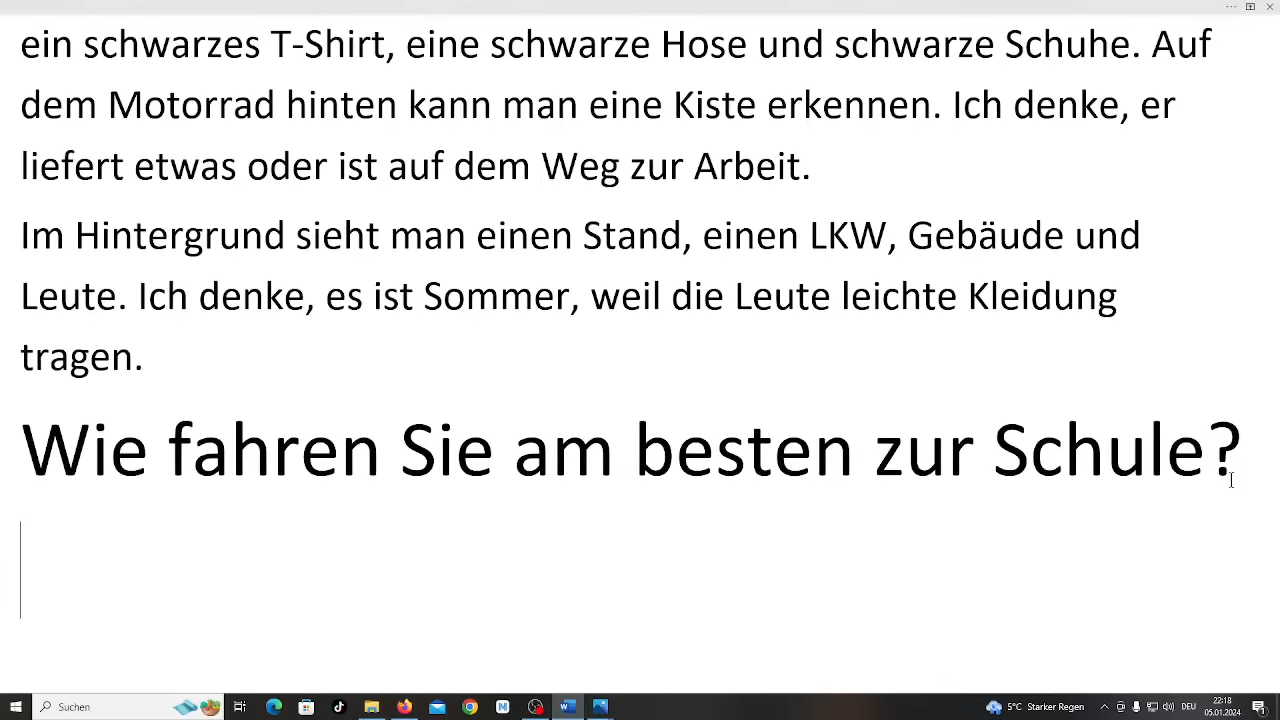 ein schwarzes T-Shirt, eine schwarze Hose und schwarze Schuhe. Auf
dem Motorrad hinten kann man eine Kiste erkennen. Ich denke, er
liefert etwas oder ist auf dem Weg zur Arbeit.
Im Hintergrund sieht man einen Stand, einen LKW, Gebäude und
Leute. Ich denke, es ist Sommer, weil die Leute leichte Kleidung
tragen.
Wie fahren Sie am besten zur Schule?
Suchen
5°C Starker Regen
DEU
22:18
05.01.2024